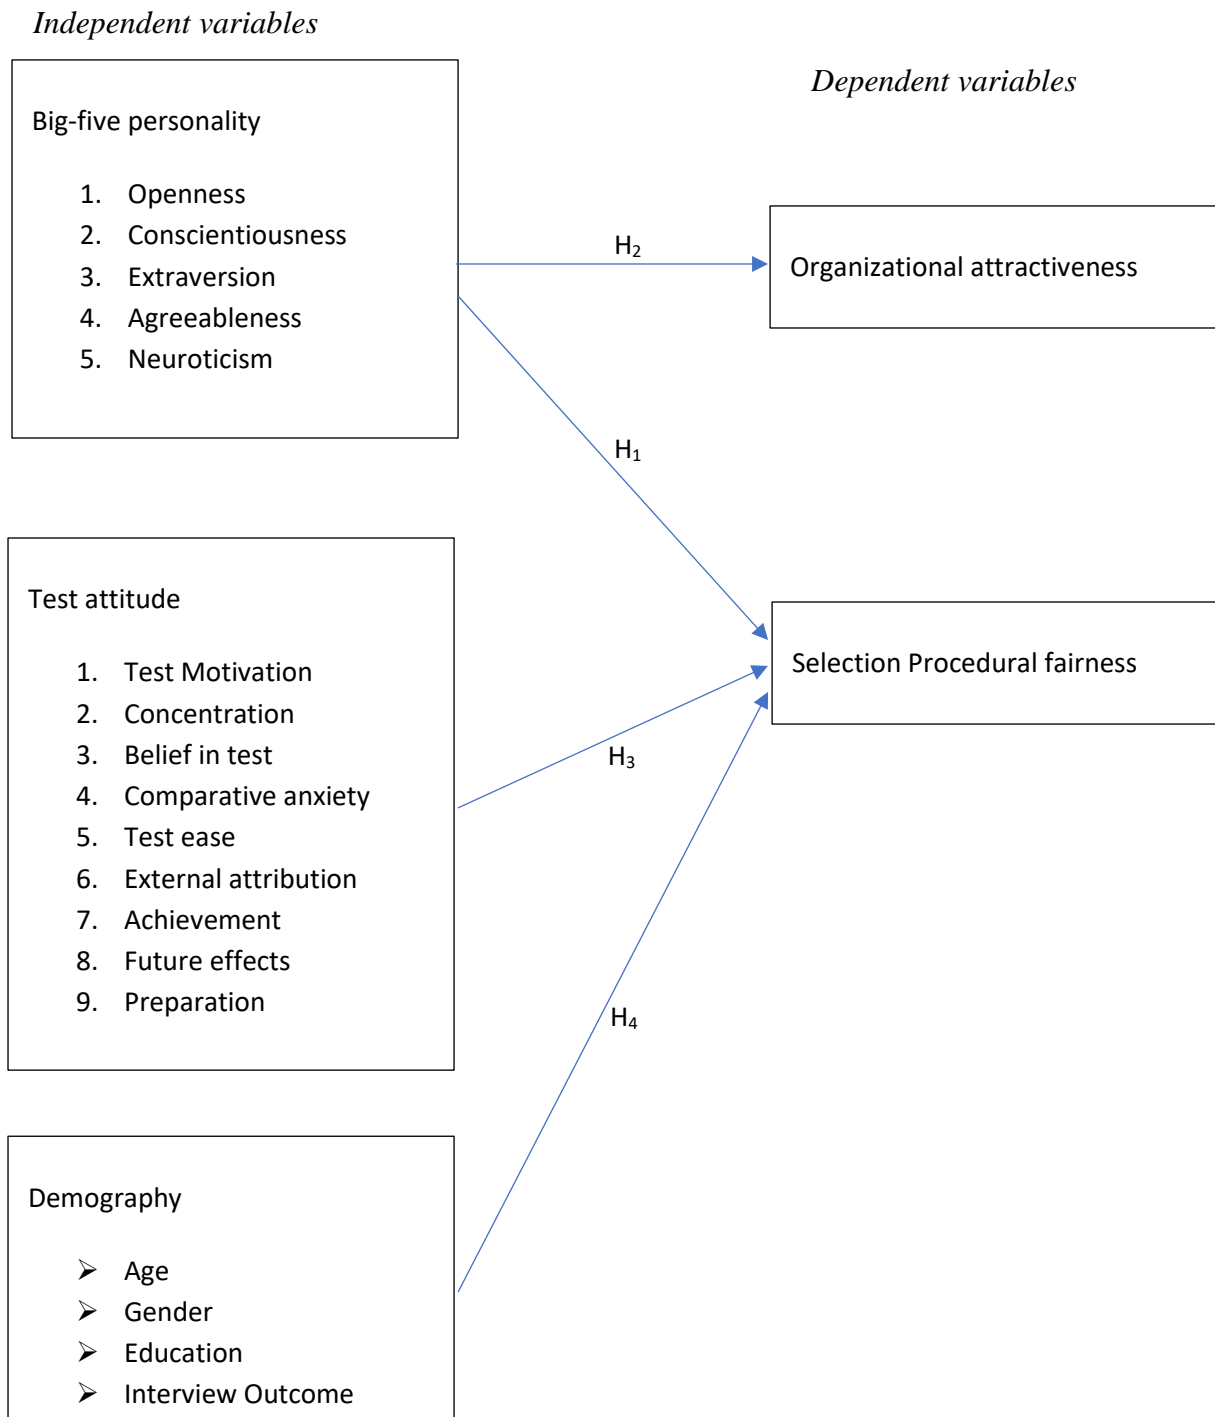 Independent variables
Dependent variables
Big-five personality
1. Openness
2. Conscientiousness
3. Extraversion
4. Agreeableness
5. Neuroticism
H₂
Organizational attractiveness
H₁
Test attitude
1. Test Motivation
2. Concentration
3. Belief in test
4. Comparative anxiety
5. Test ease
6. External attribution
7. Achievement
8. Future effects
9. Preparation
Selection Procedural fairness
H₃
H₄
Demography
➤ Age
➤ Gender
➤ Education
➤ Interview Outcome